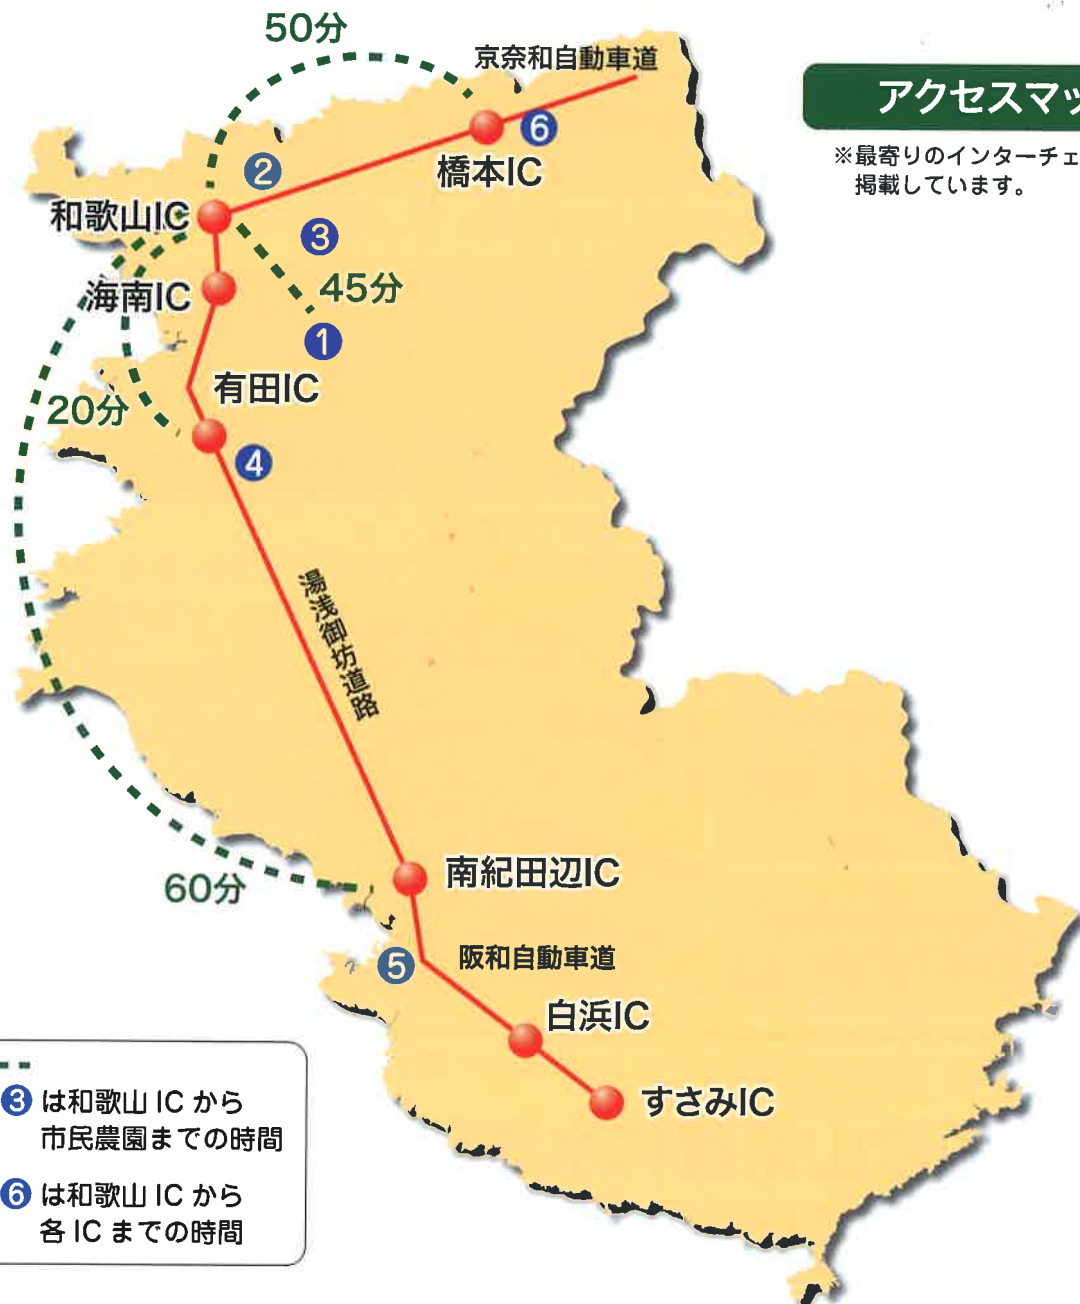 50分
京奈和自動車道
アクセスマッ
※最寄りのインターチェ
掲載しています。
6
橋本IC
2
和歌山IC
3
海南IC
45分
1
有田IC
20分
4
湯浅御坊道路
60分
南紀田辺IC
5
阪和自動車道
白浜IC
すさみIC
3 は和歌山 IC から
市民農園までの時間
6 は和歌山 IC から
各 IC までの時間